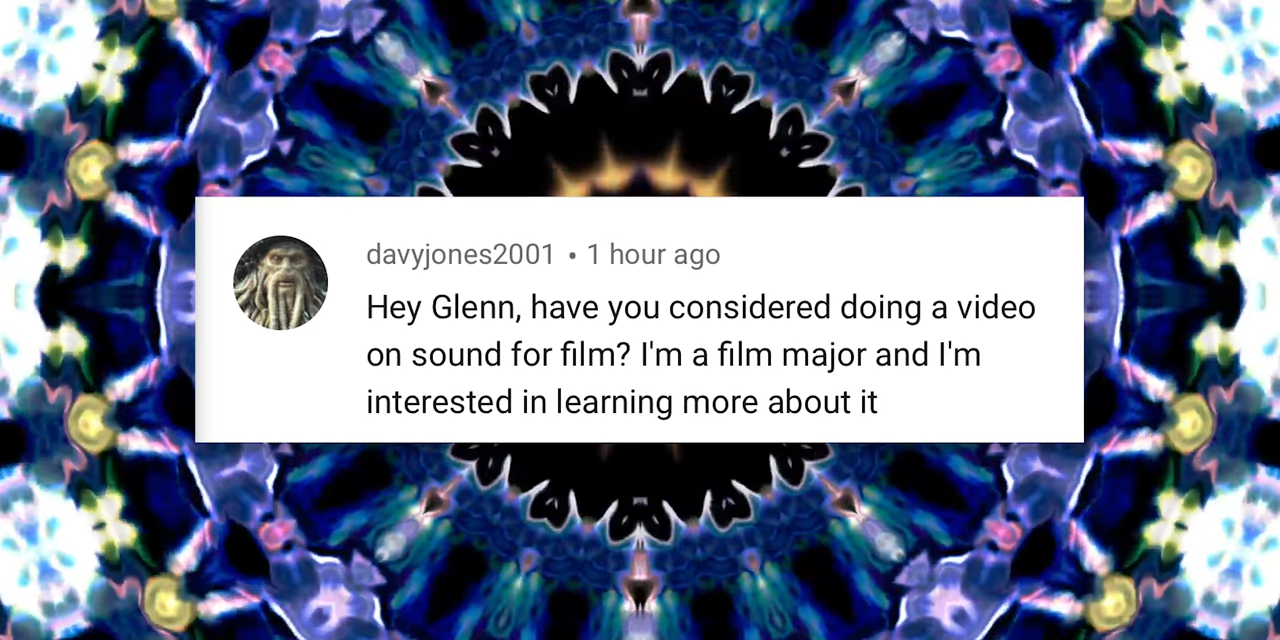 davyjones2001 • 1 hour ago
Hey Glenn, have you considered doing a video
on sound for film? I'm a film major and I'm
interested in learning more about it